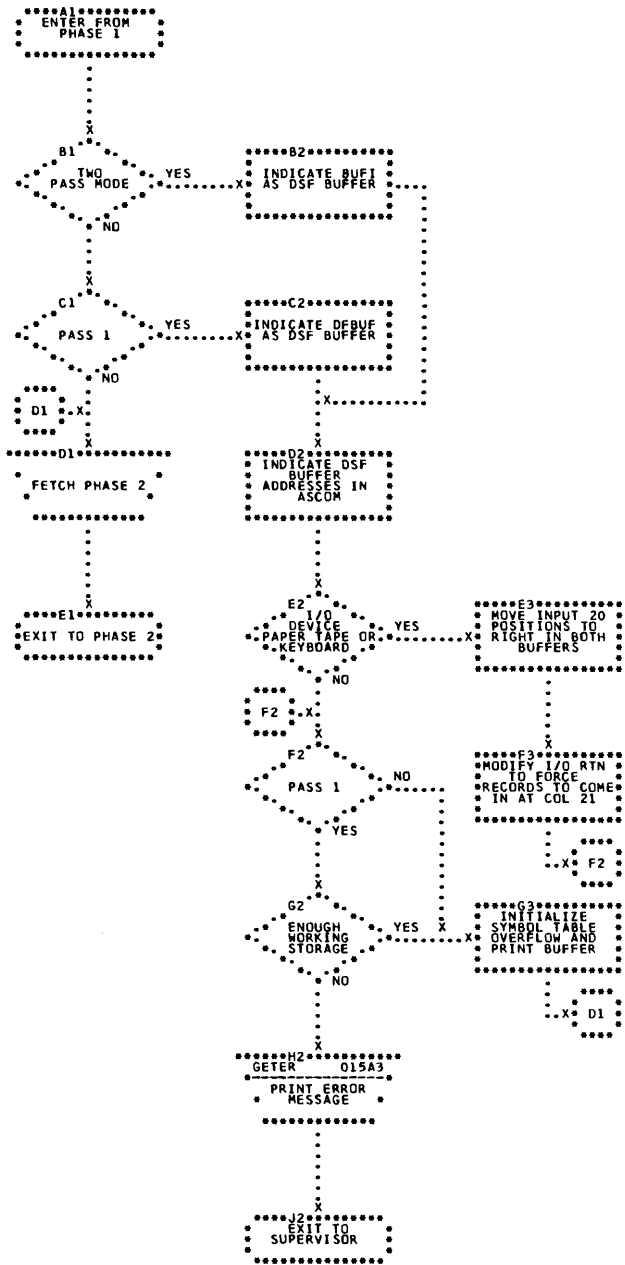 A1
ENTER FROM
PHASE 1
B1
TWO
PASS MODE
YES
NO
B2
INDICATE BUFI
AS DSF BUFFER
C1
PASS 1
YES
NO
C2
INDICATE DFBUF
AS DSF BUFFER
D1
D1
FETCH PHASE 2
D2
INDICATE DSF
BUFFER
ADDRESSES IN
ASCOM
E1
EXIT TO PHASE 2
E2
I/O
DEVICE
PAPER TAPE OR
KEYBOARD
YES
NO
E3
MOVE INPUT 20
POSITIONS TO
RIGHT IN BOTH
BUFFERS
F2
F2
PASS 1
NO
YES
F3
MODIFY I/O RTN
TO FORCE
RECORDS TO COME
IN AT COL 21
F2
G2
ENOUGH
WORKING
STORAGE
YES
NO
G3
INITIALIZE
SYMBOL TABLE
OVERFLOW AND
PRINT BUFFER
D1
H2
GETER 015A3
PRINT ERROR
MESSAGE
J2
EXIT TO
SUPERVISOR